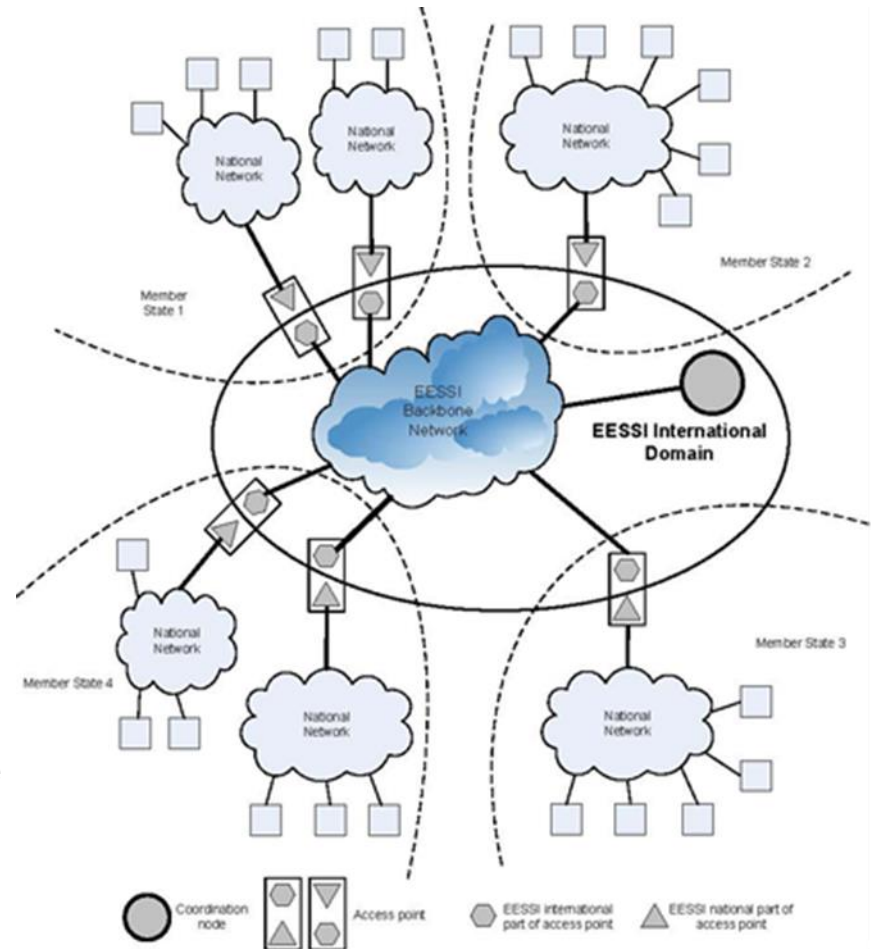 National
Network
National
Network
National
Network
Member
State 1
Member State 2
EESSI
Backbone
Network
EESSI International
Domain
National
Network
Member State 4
National
Network
National
Network
Member State 3
Coordination
node
Access point
EESSI international
part of access point
EESSI national part of
access point